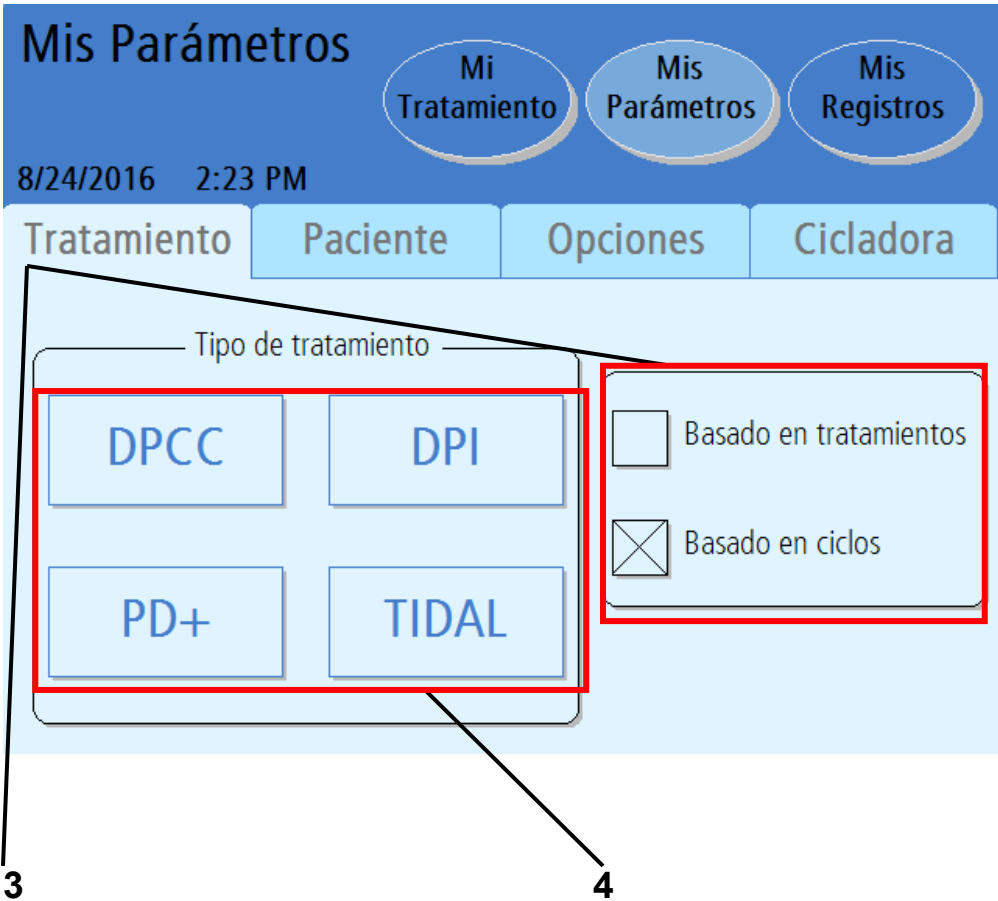 Mis Parámetros
Mi
Tratamiento
Mis
Parámetros
Mis
Registros
8/24/2016 2:23 PM
Tratamiento
Paciente
Opciones
Cicladora
Tipo de tratamiento
DPCC
DPI
PD+
TIDAL
Basado en tratamientos
Basado en ciclos
3
4